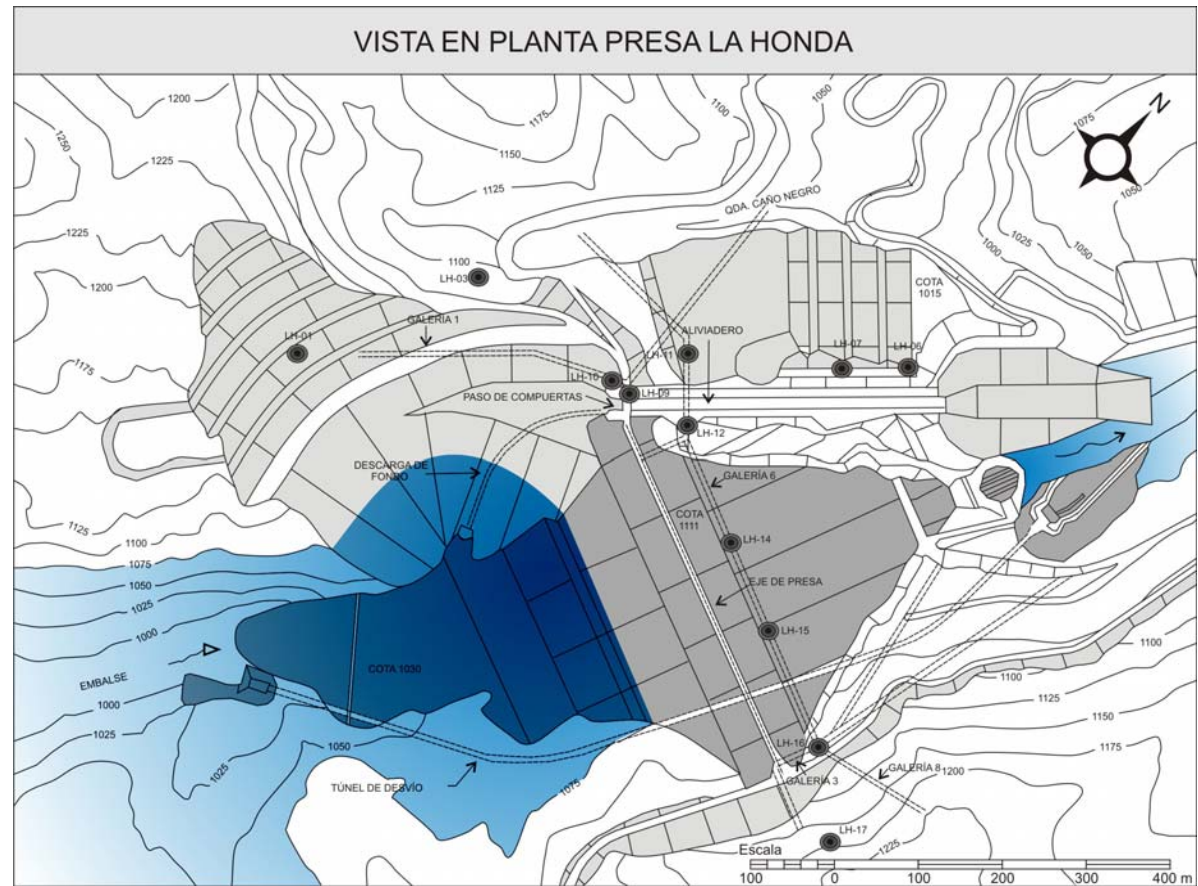 VISTA EN PLANTA PRESA LA HONDA
1200
1225
1250
1225
1200
1175
1125
1100
1075
1050
1025
1000
1175
1150
1125
1100
1100
1050
1075
1050
1000
1025
1050
N
QDA. CAÑO NEGRO
LH-03
COTA
1015
GALERÍA 1
LH-01
ALIVIADERO
LH-11
LH-07
LH-06
LH-10
LH-09
PASO DE COMPUERTAS
LH-12
DESCARGA DE
FONDO
GALERÍA 6
COTA
1111
LH-14
EJE DE PRESA
LH-15
COTA 1030
EMBALSE
1000
1025
1025
1050
1075
TÚNEL DE DESVÍO
LH-16
GALERÍA 3
GALERÍA 8
1100
1100
1125
1150
1175
1200
1225
LH-17
Escala
100 0 100 200 300 400 m